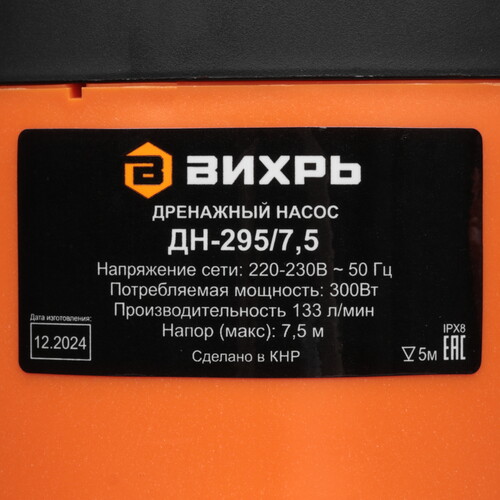 ВИХРЬ
ДРЕНАЖНЫЙ НАСОС
ДН-295/7,5
Напряжение сети: 220-230В ~ 50 Гц
Потребляемая мощность: 300Вт
Производительность 133 л/мин
Напор (макс): 7,5 м
Сделано в КНР
Дата изготовления:
12.2024
IPX8
5м EAC